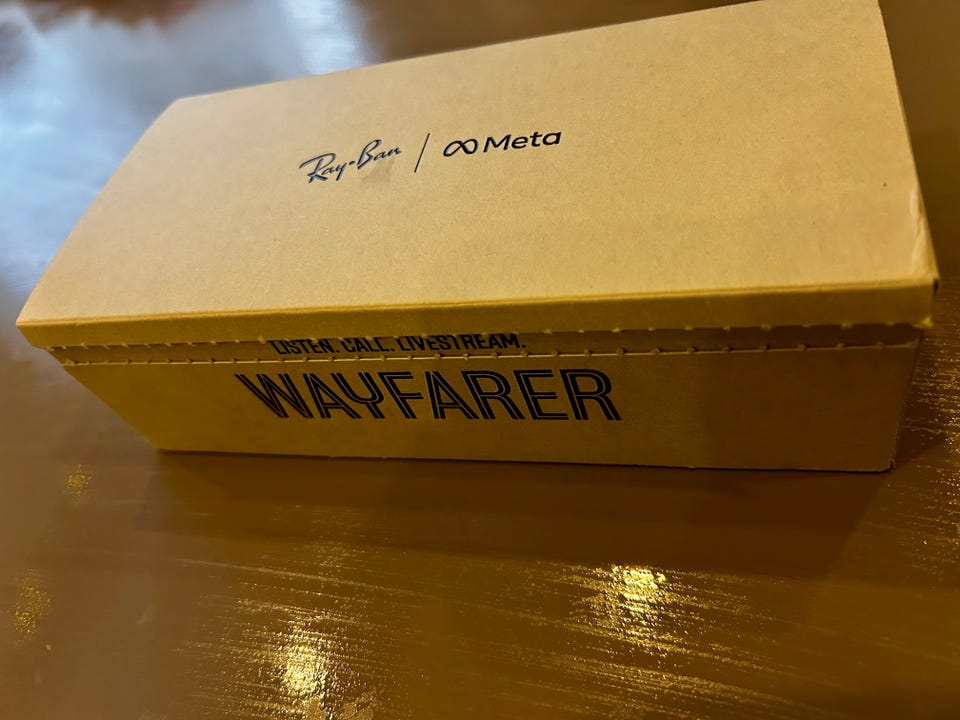 Ray-Ban | Meta
LISTEN. CALL. LIVESTREAM.
WAYFARER